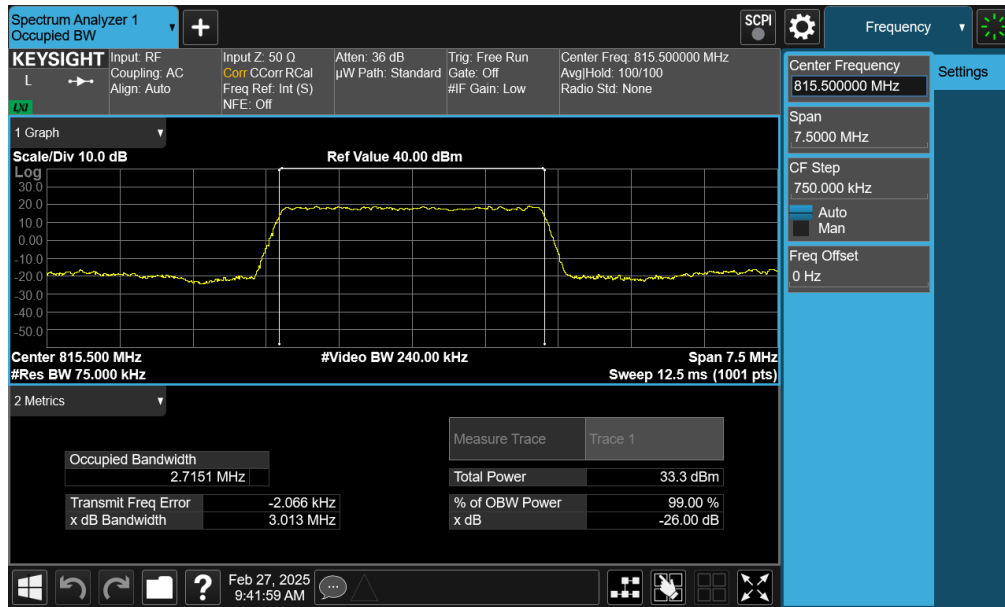 Spectrum Analyzer 1
Occupied BW
+
SCPI
Frequency
KEYSIGHT
L
LXI
Input: RF
Coupling: AC
Align: Auto
Input Z: 50 Ω
Corr CCorr RCal
Freq Ref: Int (S)
NFE: Off
Atten: 36 dB
µW Path: Standard
Trig: Free Run
Gate: Off
#IF Gain: Low
Center Freq: 815.500000 MHz
Avg|Hold: 100/100
Radio Std: None
Center Frequency
815.500000 MHz
Settings
Span
7.5000 MHz
CF Step
750.000 kHz
Auto
Man
Freq Offset
0 Hz
1 Graph
Scale/Div 10.0 dB
Ref Value 40.00 dBm
Log
30.0
20.0
10.0
0.00
-10.0
-20.0
-30.0
-40.0
-50.0
Center 815.500 MHz
#Video BW 240.00 kHz
Span 7.5 MHz
#Res BW 75.000 kHz
Sweep 12.5 ms (1001 pts)
2 Metrics
Measure Trace
Trace 1
Occupied Bandwidth
2.7151 MHz
Total Power
33.3 dBm
Transmit Freq Error
-2.066 kHz
% of OBW Power
99.00 %
x dB Bandwidth
3.013 MHz
x dB
-26.00 dB
?
Feb 27, 2025
9:41:59 AM